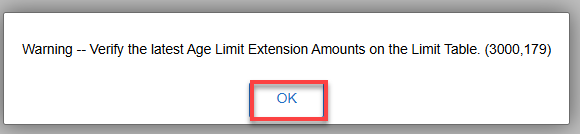 Warning -- Verify the latest Age Limit Extension Amounts on the Limit Table. (3000,179)
OK